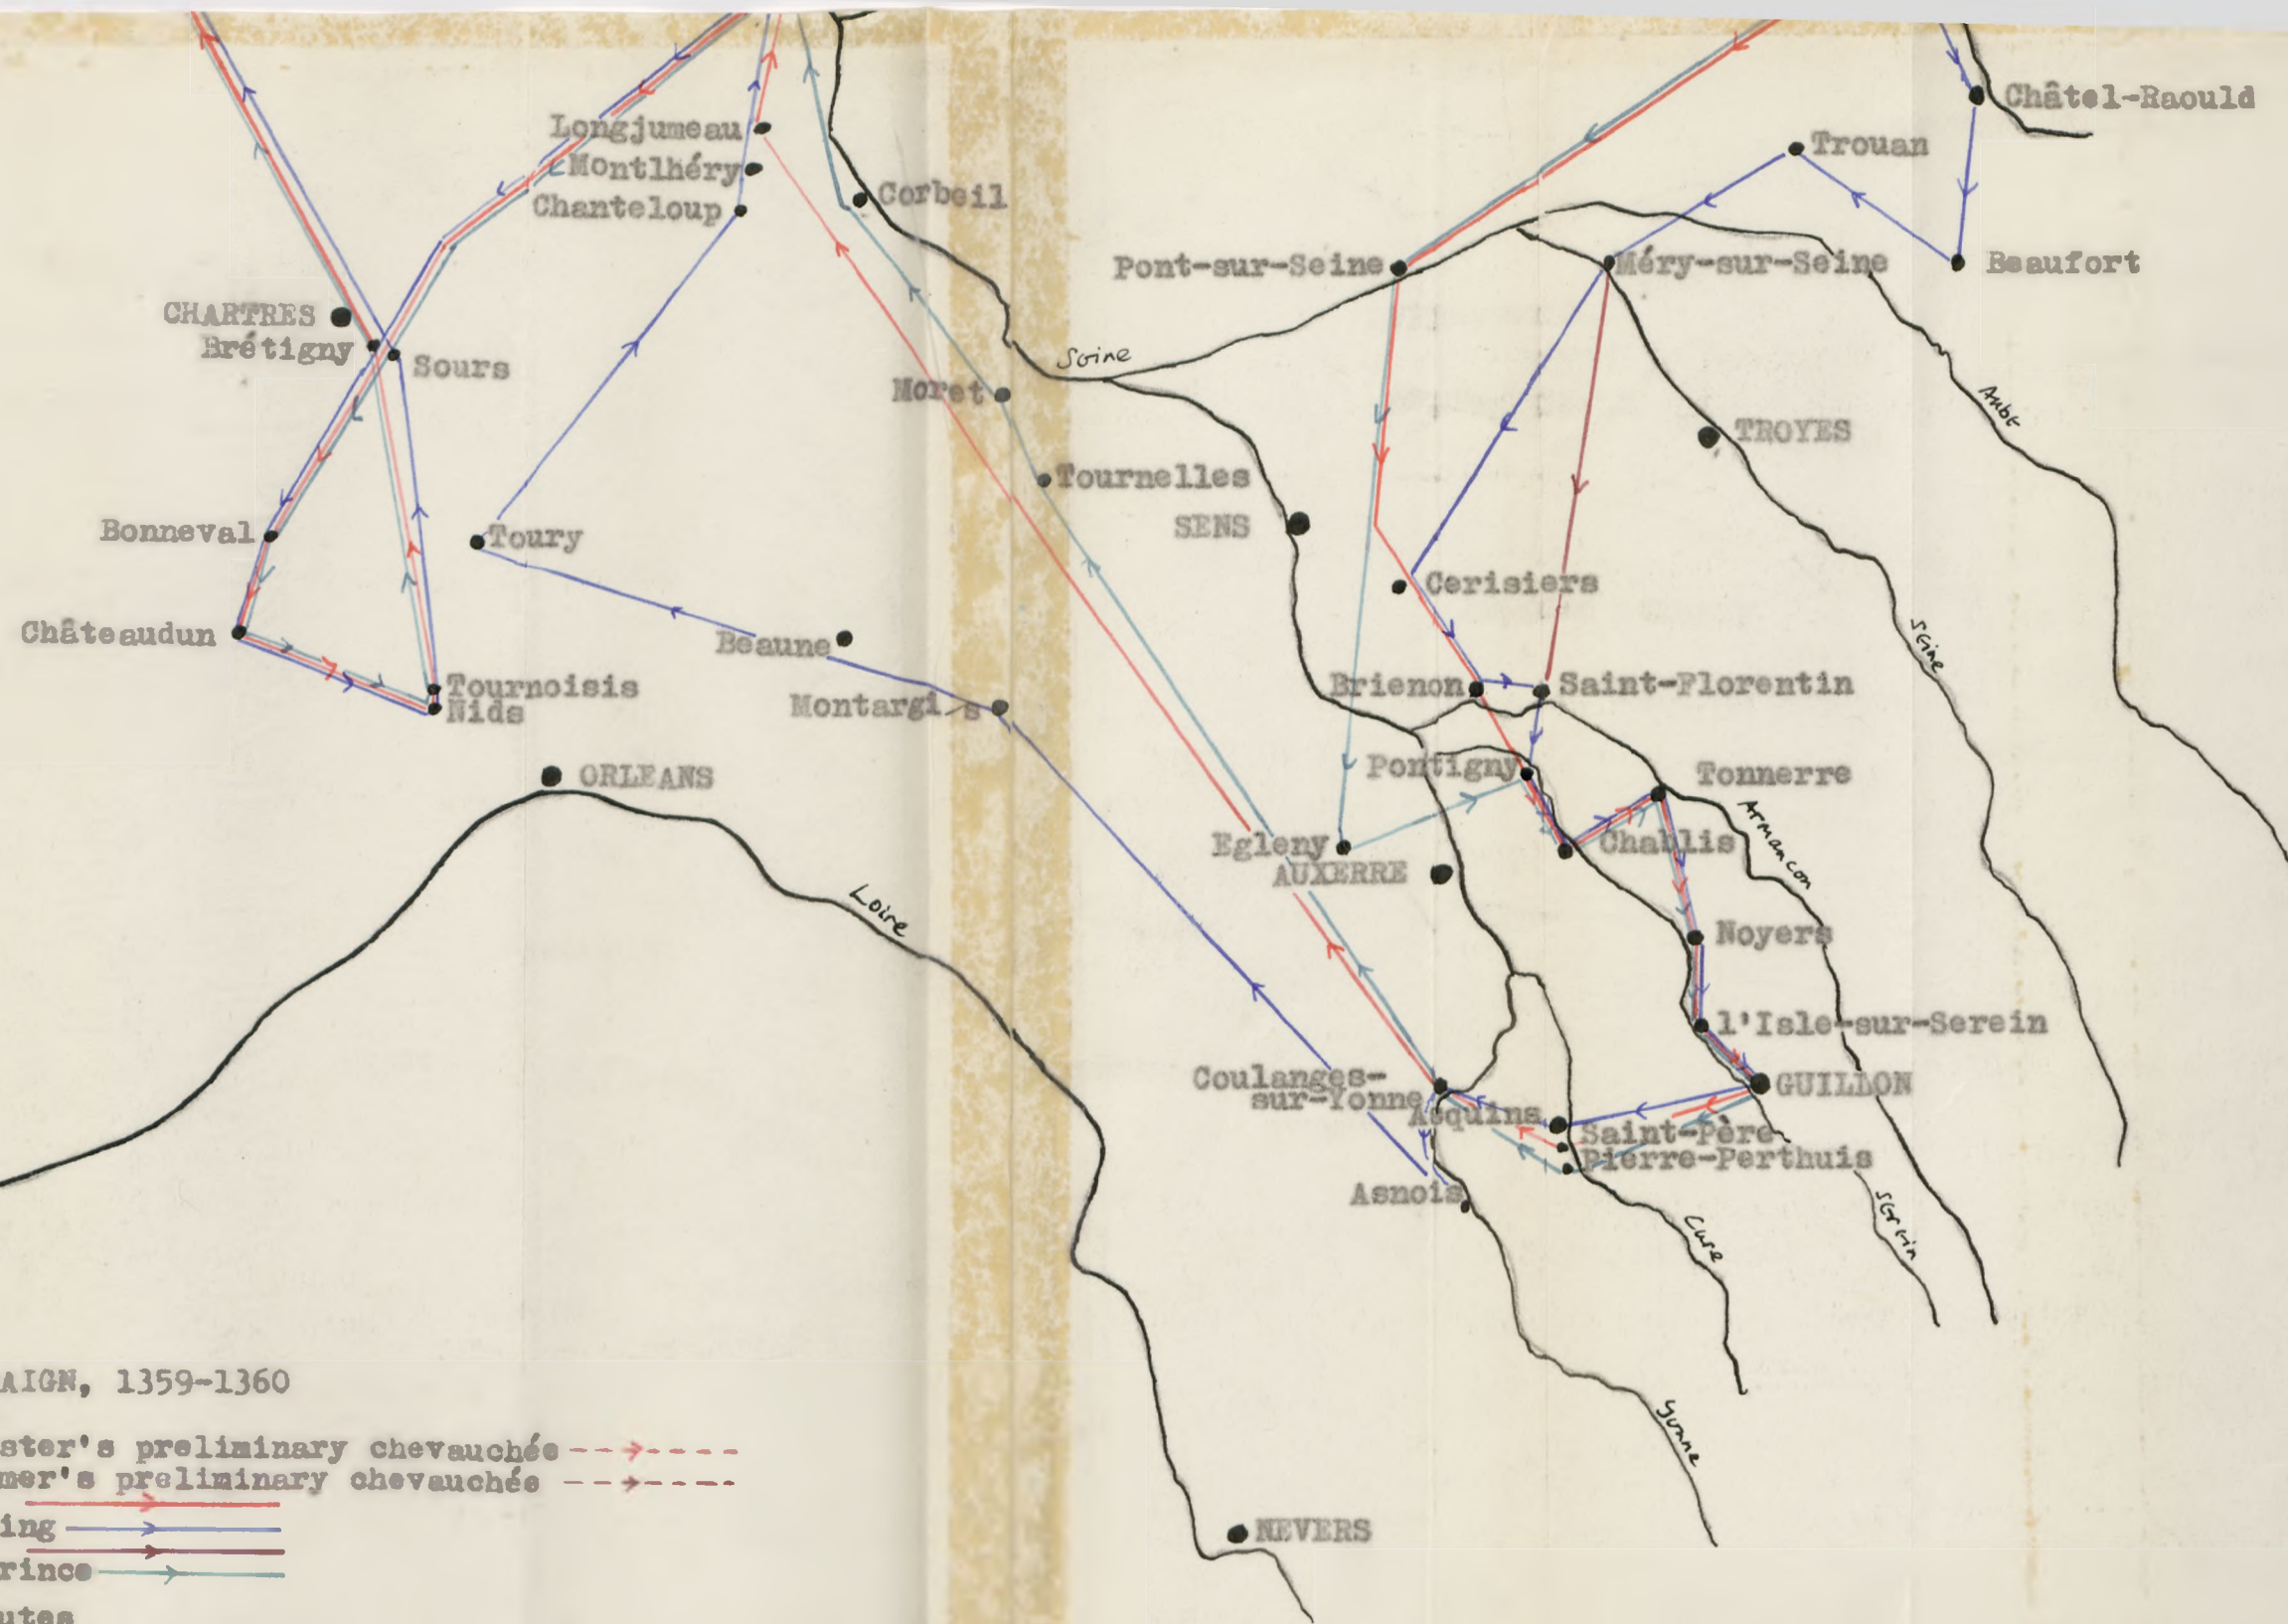 Châtel-Raould
Trouan
Longjumeau
Montlhéry
Chanteloup
Corbeil
Pont-sur-Seine
Méry-sur-Seine
Beaufort
CHARTRES
Brétigny
Sours
Seine
Moret
Aube
TROYES
Tournelles
SENS
Bonneval
Toury
Cerisiers
Châteaudun
Beaune
Seine
Tournoisis
Nids
Montargis
Brienon
Saint-Florentin
ORLEANS
Pontigny
Tonnerre
Egleny
Chablis
Armancon
AUXERRE
Loire
Noyers
l'Isle-sur-Serein
Coulanges-
sur-Yonne
GUILLON
Asquins
Saint-Père
Pierre-Perthuis
Asnois
Serein
Cure
AIGN, 1359-1360
Yonne
ster's preliminary chevauchée
mer's preliminary chevauchée
ing
NEVERS
rince
utes